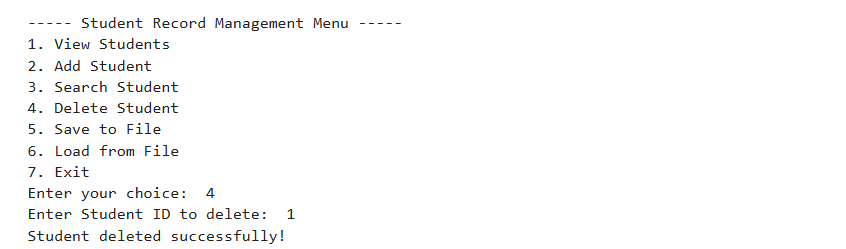 ----- Student Record Management Menu -----
1. View Students
2. Add Student
3. Search Student
4. Delete Student
5. Save to File
6. Load from File
7. Exit
Enter your choice:  4
Enter Student ID to delete:  1
Student deleted successfully!